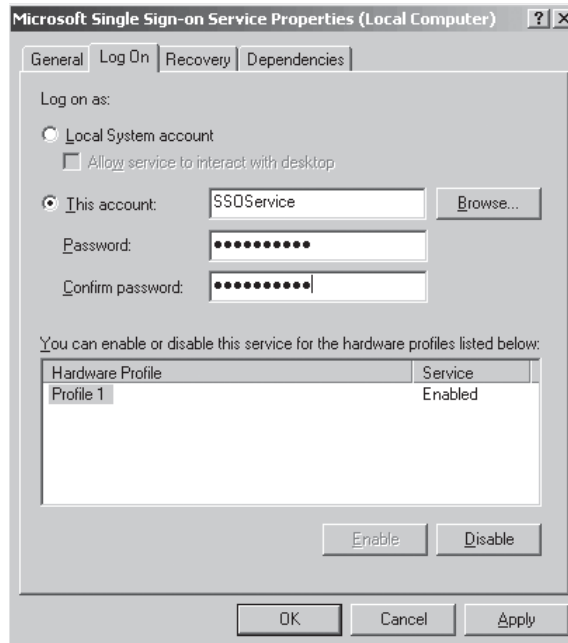 Microsoft Single Sign-on Service Properties (Local Computer) ? X
General Log On Recovery Dependencies
Log on as:
Local System account
Allow service to interact with desktop
This account: SSOService Browse...
Password: ●●●●●●●●●●
Confirm password: ●●●●●●●●●●
You can enable or disable this service for the hardware profiles listed below:
Hardware Profile Service
Profile 1 Enabled
Enable Disable
OK Cancel Apply